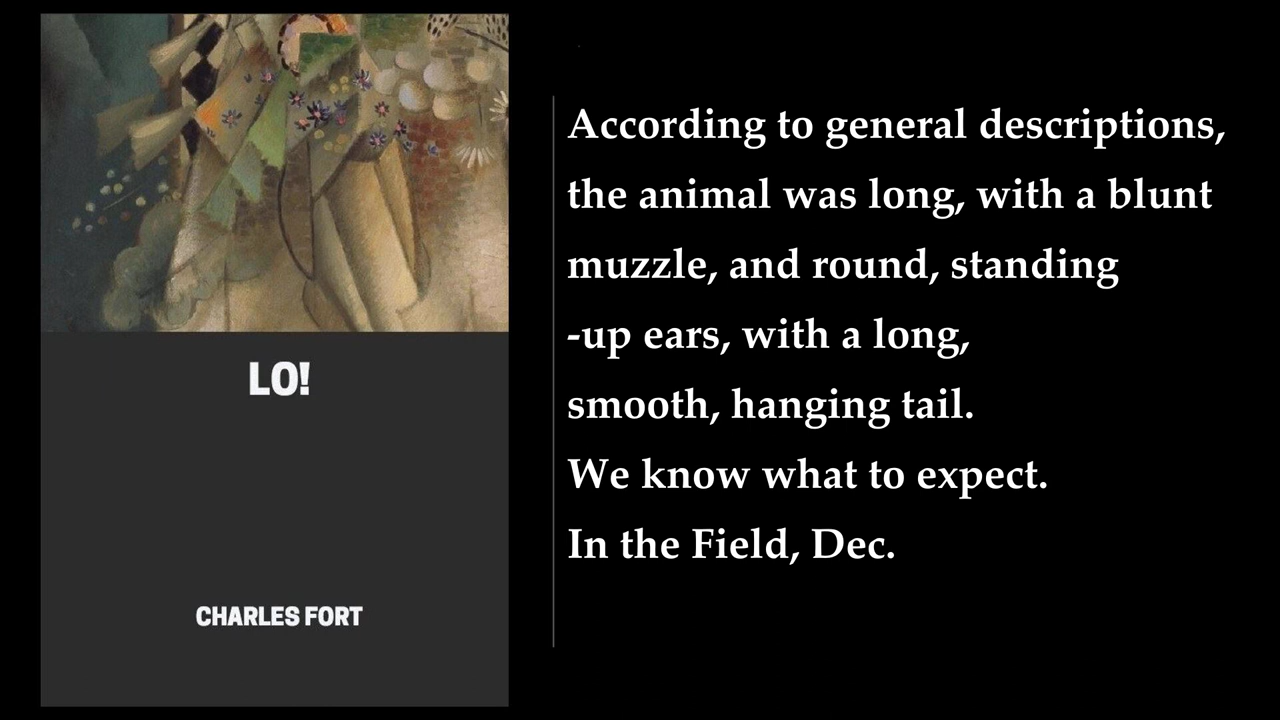 LO!
CHARLES FORT
According to general descriptions,
the animal was long, with a blunt
muzzle, and round, standing
-up ears, with a long,
smooth, hanging tail.
We know what to expect.
In the Field, Dec.